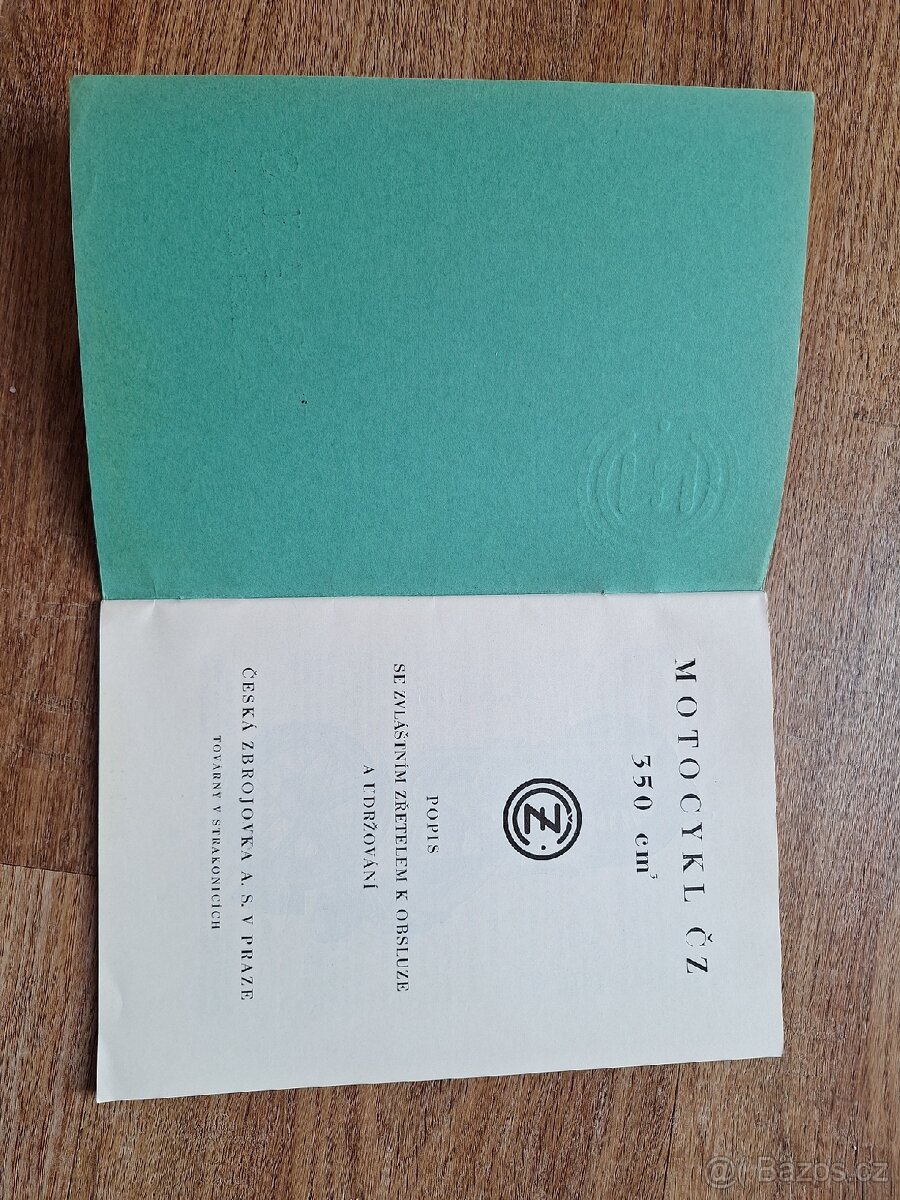 MOTOCYKL ČZ
350 cm³
ČZ
POPIS
SE ZVLÁŠTNÍM ZŘETELEM K OBSLUZE
A UDRŽOVÁNÍ
ČESKÁ ZBROJOVKA A. S. V PRAZE
TOVÁRNY V STRAKONICÍCH
@ Bazos.cz